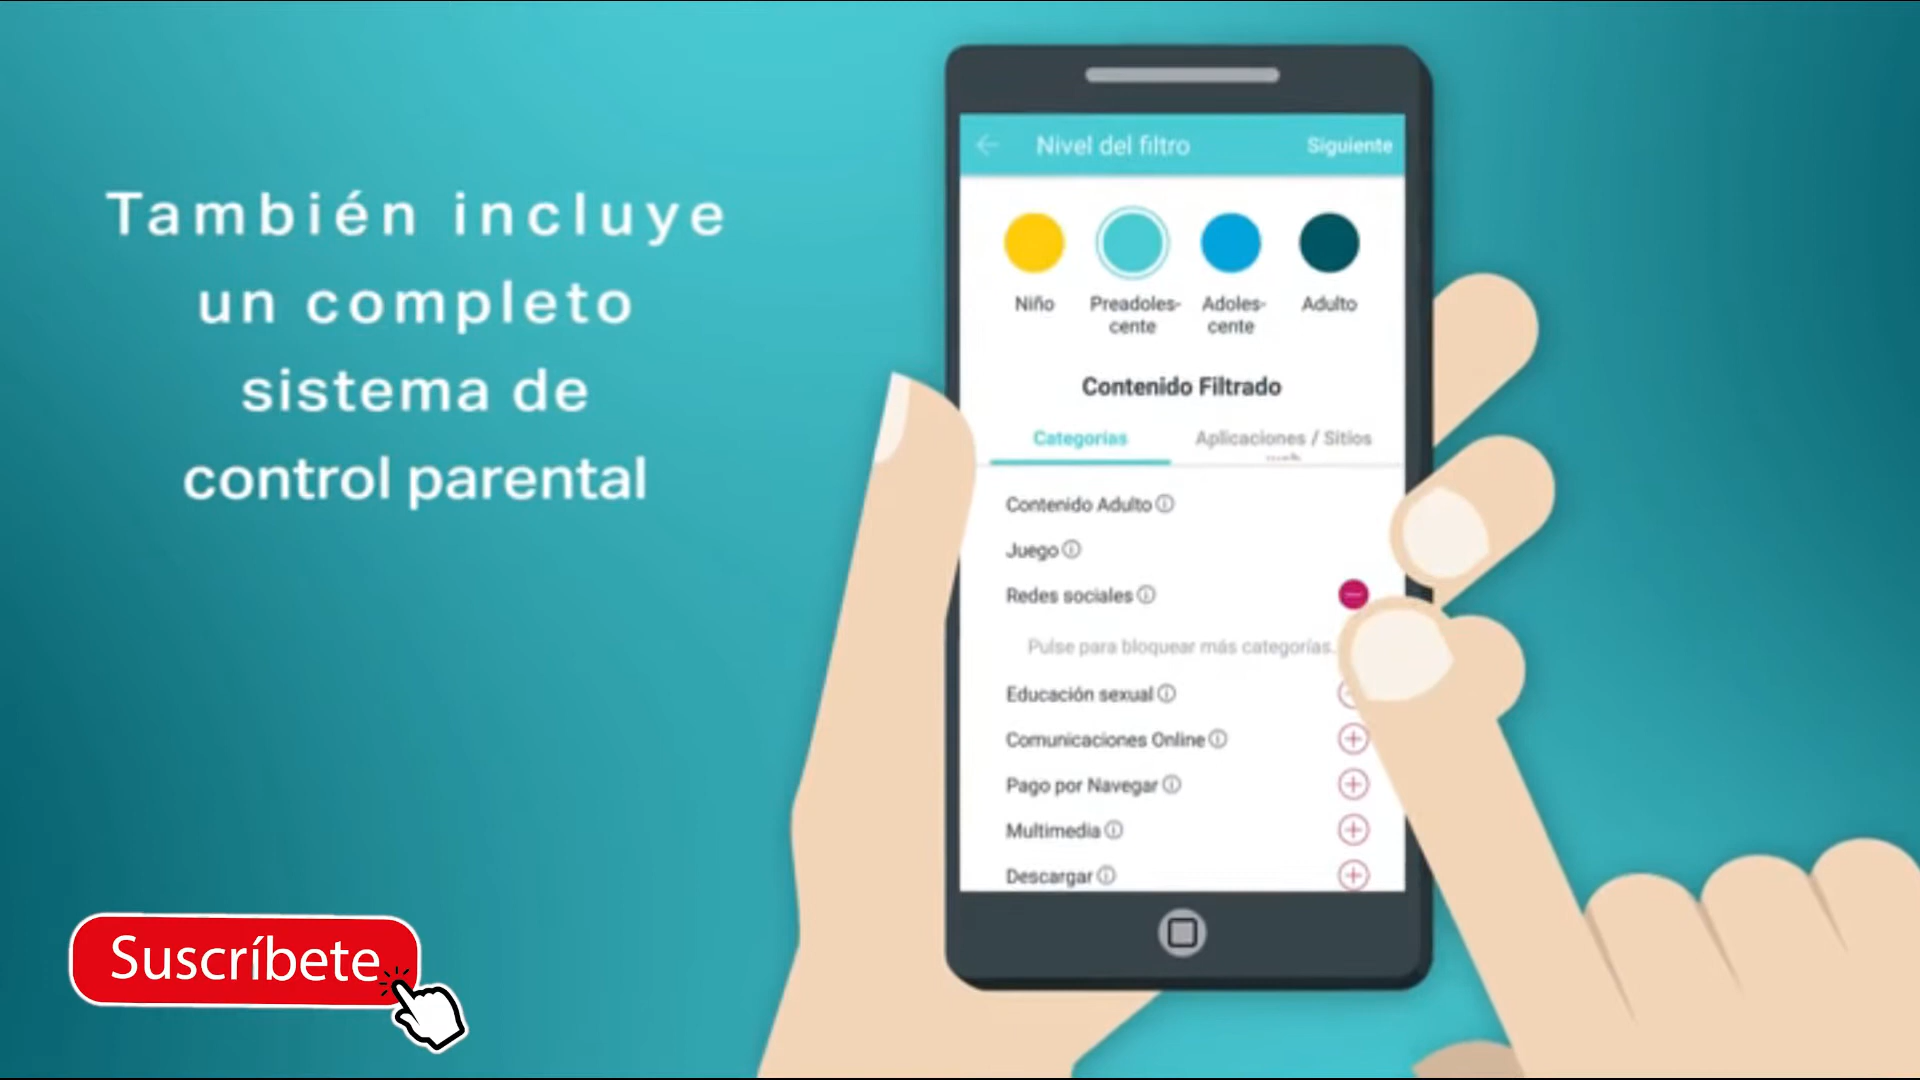 También incluye
un completo
sistema de
control parental
Nivel del filtro
Siguiente
Niño
Preadoles-
cente
Adoles-
cente
Adulto
Contenido Filtrado
Categorías
Aplicaciones / Sitios
Contenido Adulto
Juego
Redes sociales
Pulse para bloquear más categorías.
Educación sexual
Comunicaciones Online
Pago por Navegar
Multimedia
Descargar
Suscríbete